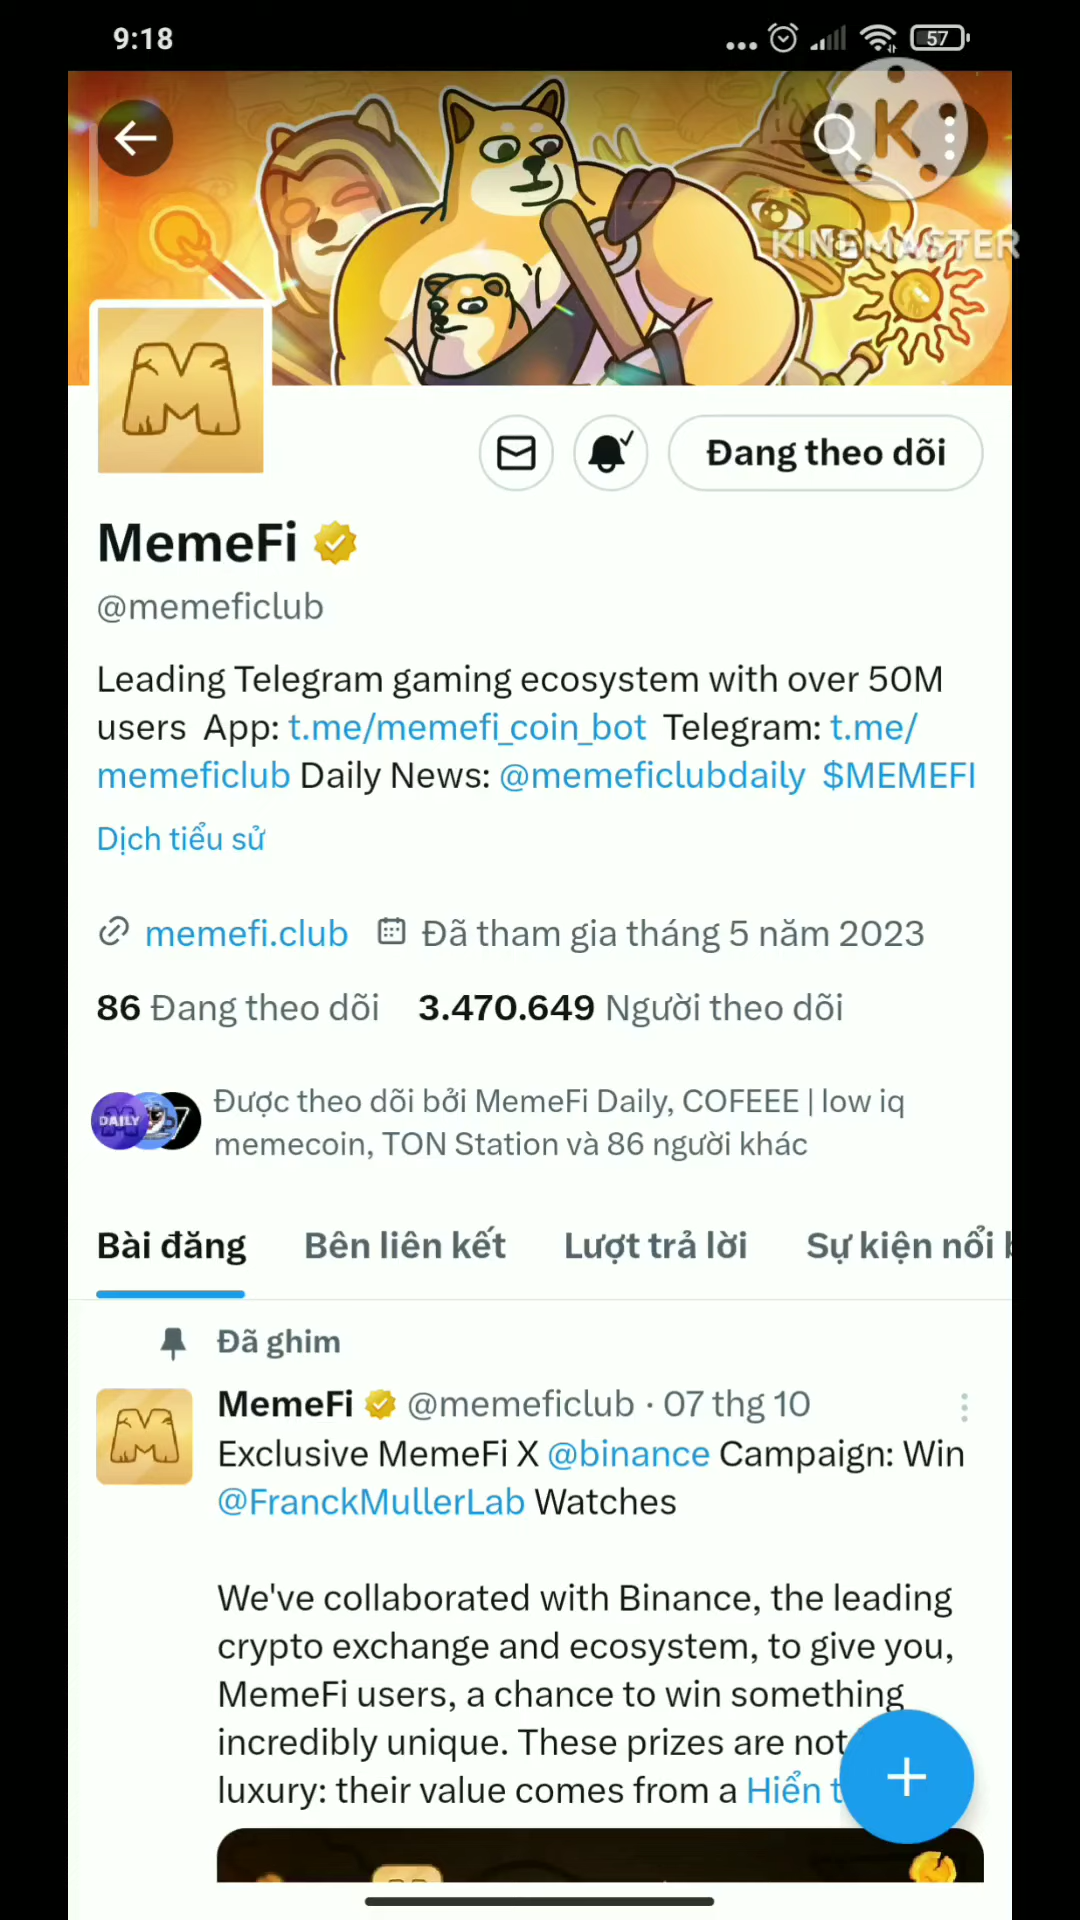 9:18
57
K
KINEMASTER
M
Đang theo dõi
MemeFi
@memeficlub
Leading Telegram gaming ecosystem with over 50M
users App: t.me/memefi_coin_bot Telegram: t.me/
memeficlub Daily News: @memeficlubdaily $MEMEFI
Dịch tiểu sử
memefi.club Đã tham gia tháng 5 năm 2023
86 Đang theo dõi 3.470.649 Người theo dõi
DAILY
Được theo dõi bởi MemeFi Daily, COFEEE | low iq
memecoin, TON Station và 86 người khác
Bài đăng Bên liên kết Lượt trả lời Sự kiện nổi
Đã ghim
M
MemeFi @memeficlub · 07 thg 10
Exclusive MemeFi X @binance Campaign: Win
@FranckMullerLab Watches
We've collaborated with Binance, the leading
crypto exchange and ecosystem, to give you,
MemeFi users, a chance to win something
incredibly unique. These prizes are not
luxury: their value comes from a Hiển